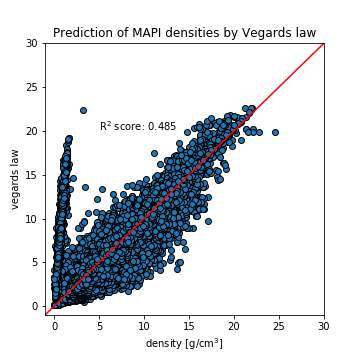 Prediction of MAPI densities by Vegards law
30
25
20
15
10
5
0
vegards law
R² score: 0.485
0 5 10 15 20 25 30
density [g/cm³]